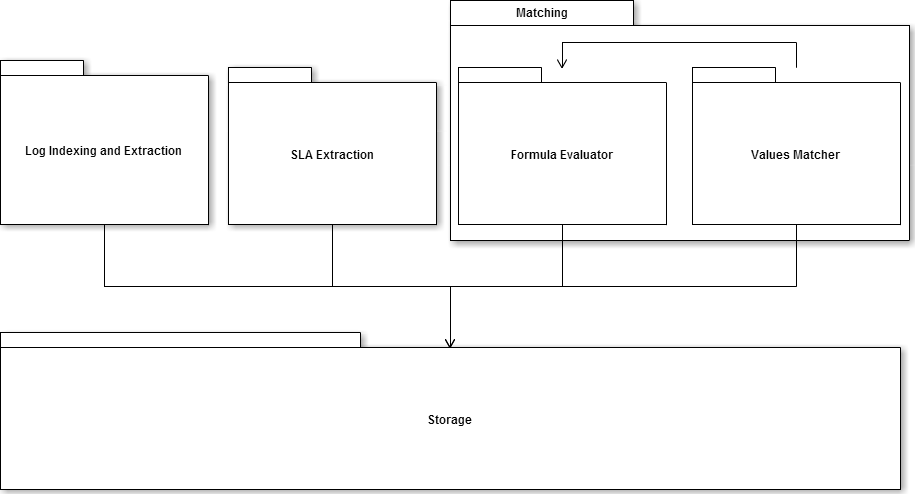 Matching
Log Indexing and Extraction
SLA Extraction
Formula Evaluator
Values Matcher
Storage